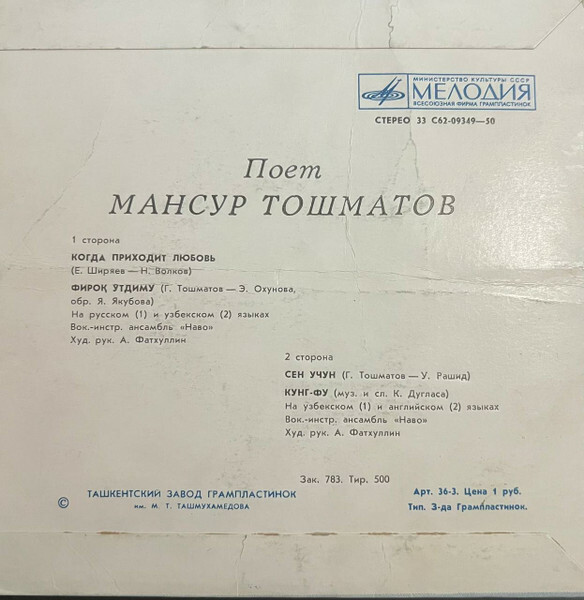 МИНИСТЕРСТВО КУЛЬТУРЫ СССР
МЕЛОДИЯ
ВСЕСОЮЗНАЯ ФИРМА ГРАМПЛАСТИНОК
СТЕРЕО 33 С62-09349—50
Поет
МАНСУР ТОШМАТОВ
1 сторона
КОГДА ПРИХОДИТ ЛЮБОВЬ
(Е. Ширяев — Н. Волков)
ФИРОҚ ЎТДИМУ (Г. Тошматов — Э. Охунова,
обр. Я. Якубова)
На русском (1) и узбекском (2) языках
Вок.-инстр. ансамбль «Наво»
Худ. рук. А. Фатхуллин
2 сторона
СЕН УЧУН (Г. Тошматов — У. Рашид)
КУНГ-ФУ (муз. и сл. К. Дугласа)
На узбекском (1) и английском (2) языках
Вок.-инстр. ансамбль «Наво»
Худ. рук. А. Фатхуллин
Зак. 783. Тир. 500
© ТАШКЕНТСКИЙ ЗАВОД ГРАМПЛАСТИНОК
им. М. Т. ТАШМУХАМЕДОВА
Арт. 36-3. Цена 1 руб.
Тип. З-да Грампластинок.